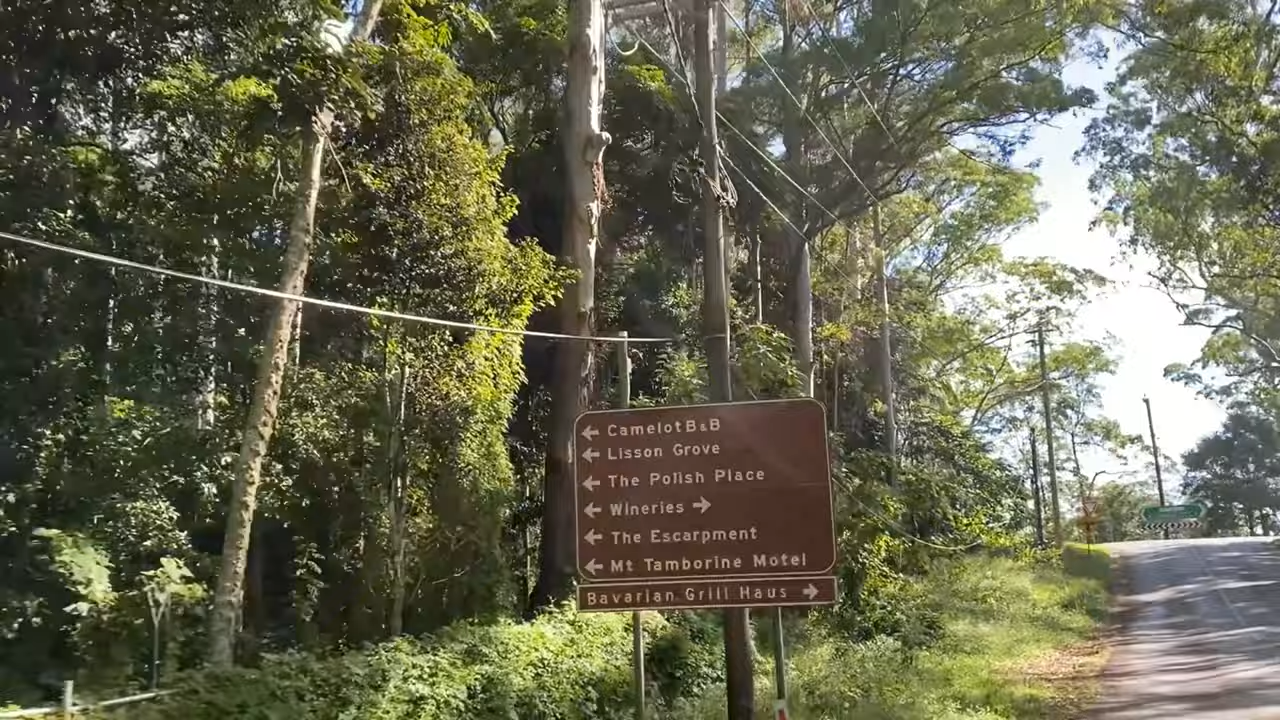 ← Camelot B&B
← Lisson Grove
← The Polish Place
← Wineries →
← The Escarpment
← Mt Tamborine Motel
Bavarian Grill Haus →